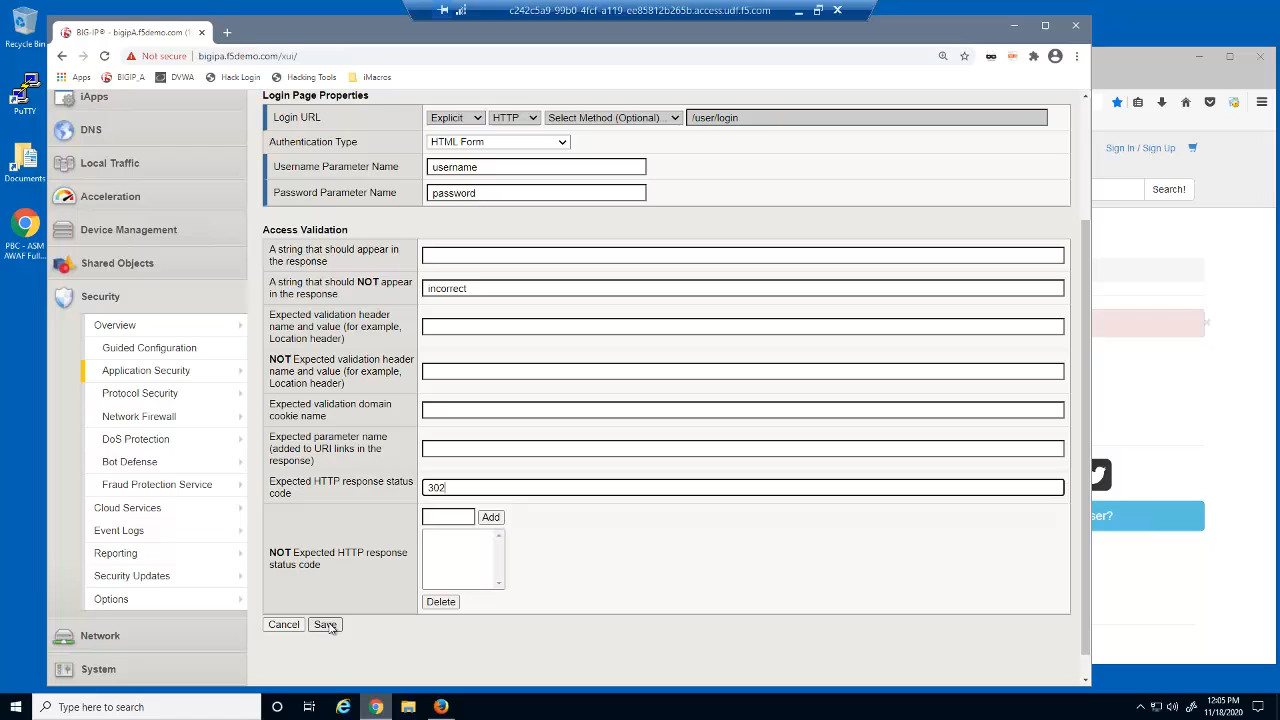 c242c5a9-99b0-4fcf-a119-ee85812b265b.access.udf.f5.com
Recycle Bin
PuTTY
Documents
PBC - ASM
AWAF Full...
BIG-IP® - bigipA.f5demo.com (1
Not secure
bigipa.f5demo.com/xui/
Apps
BIGIP_A
DVWA
Hack Login
Hacking Tools
iMacros
iApps
DNS
Local Traffic
Acceleration
Device Management
Shared Objects
Security
Overview
Guided Configuration
Application Security
Protocol Security
Network Firewall
DoS Protection
Bot Defense
Fraud Protection Service
Cloud Services
Event Logs
Reporting
Security Updates
Options
Network
System
Login Page Properties
Login URL
Explicit
HTTP
Select Method (Optional)...
/user/login
Authentication Type
HTML Form
Username Parameter Name
username
Password Parameter Name
password
Access Validation
A string that should appear in
the response
A string that should NOT appear
in the response
incorrect
Expected validation header
name and value (for example,
Location header)
NOT Expected validation header
name and value (for example,
Location header)
Expected validation domain
cookie name
Expected parameter name
(added to URI links in the
response)
Expected HTTP response status
code
302
Add
NOT Expected HTTP response
status code
Delete
Cancel
Save
Sign In / Sign Up
Search!
ser?
Type here to search
12:05 PM
11/18/2020